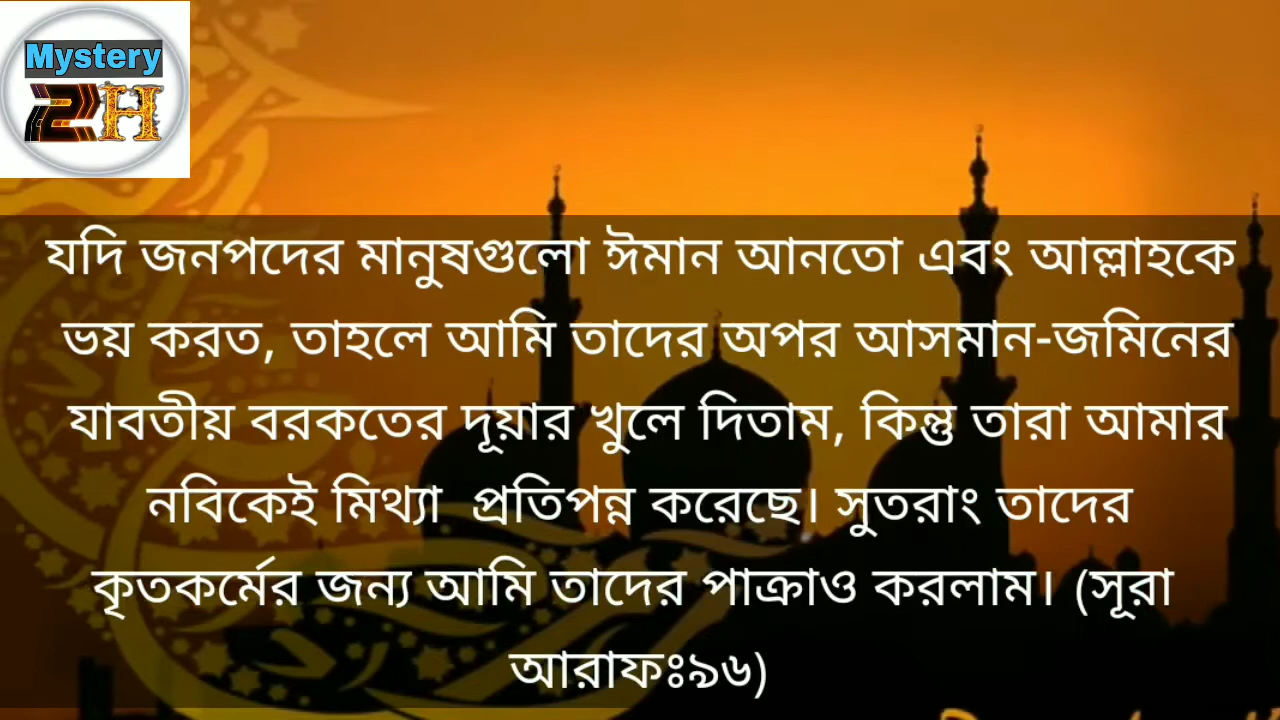 Mystery
2H
যদি জনপদের মানুষগুলো ঈমান আনতো এবং আল্লাহকে
ভয় করত, তাহলে আমি তাদের অপর আসমান-জমিনের
যাবতীয় বরকতের দূয়ার খুলে দিতাম, কিন্তু তারা আমার
নবিকেই মিথ্যা প্রতিপন্ন করেছে। সুতরাং তাদের
কৃতকর্মের জন্য আমি তাদের পাক্রাও করলাম। (সূরা
আরাফঃ৯৬)